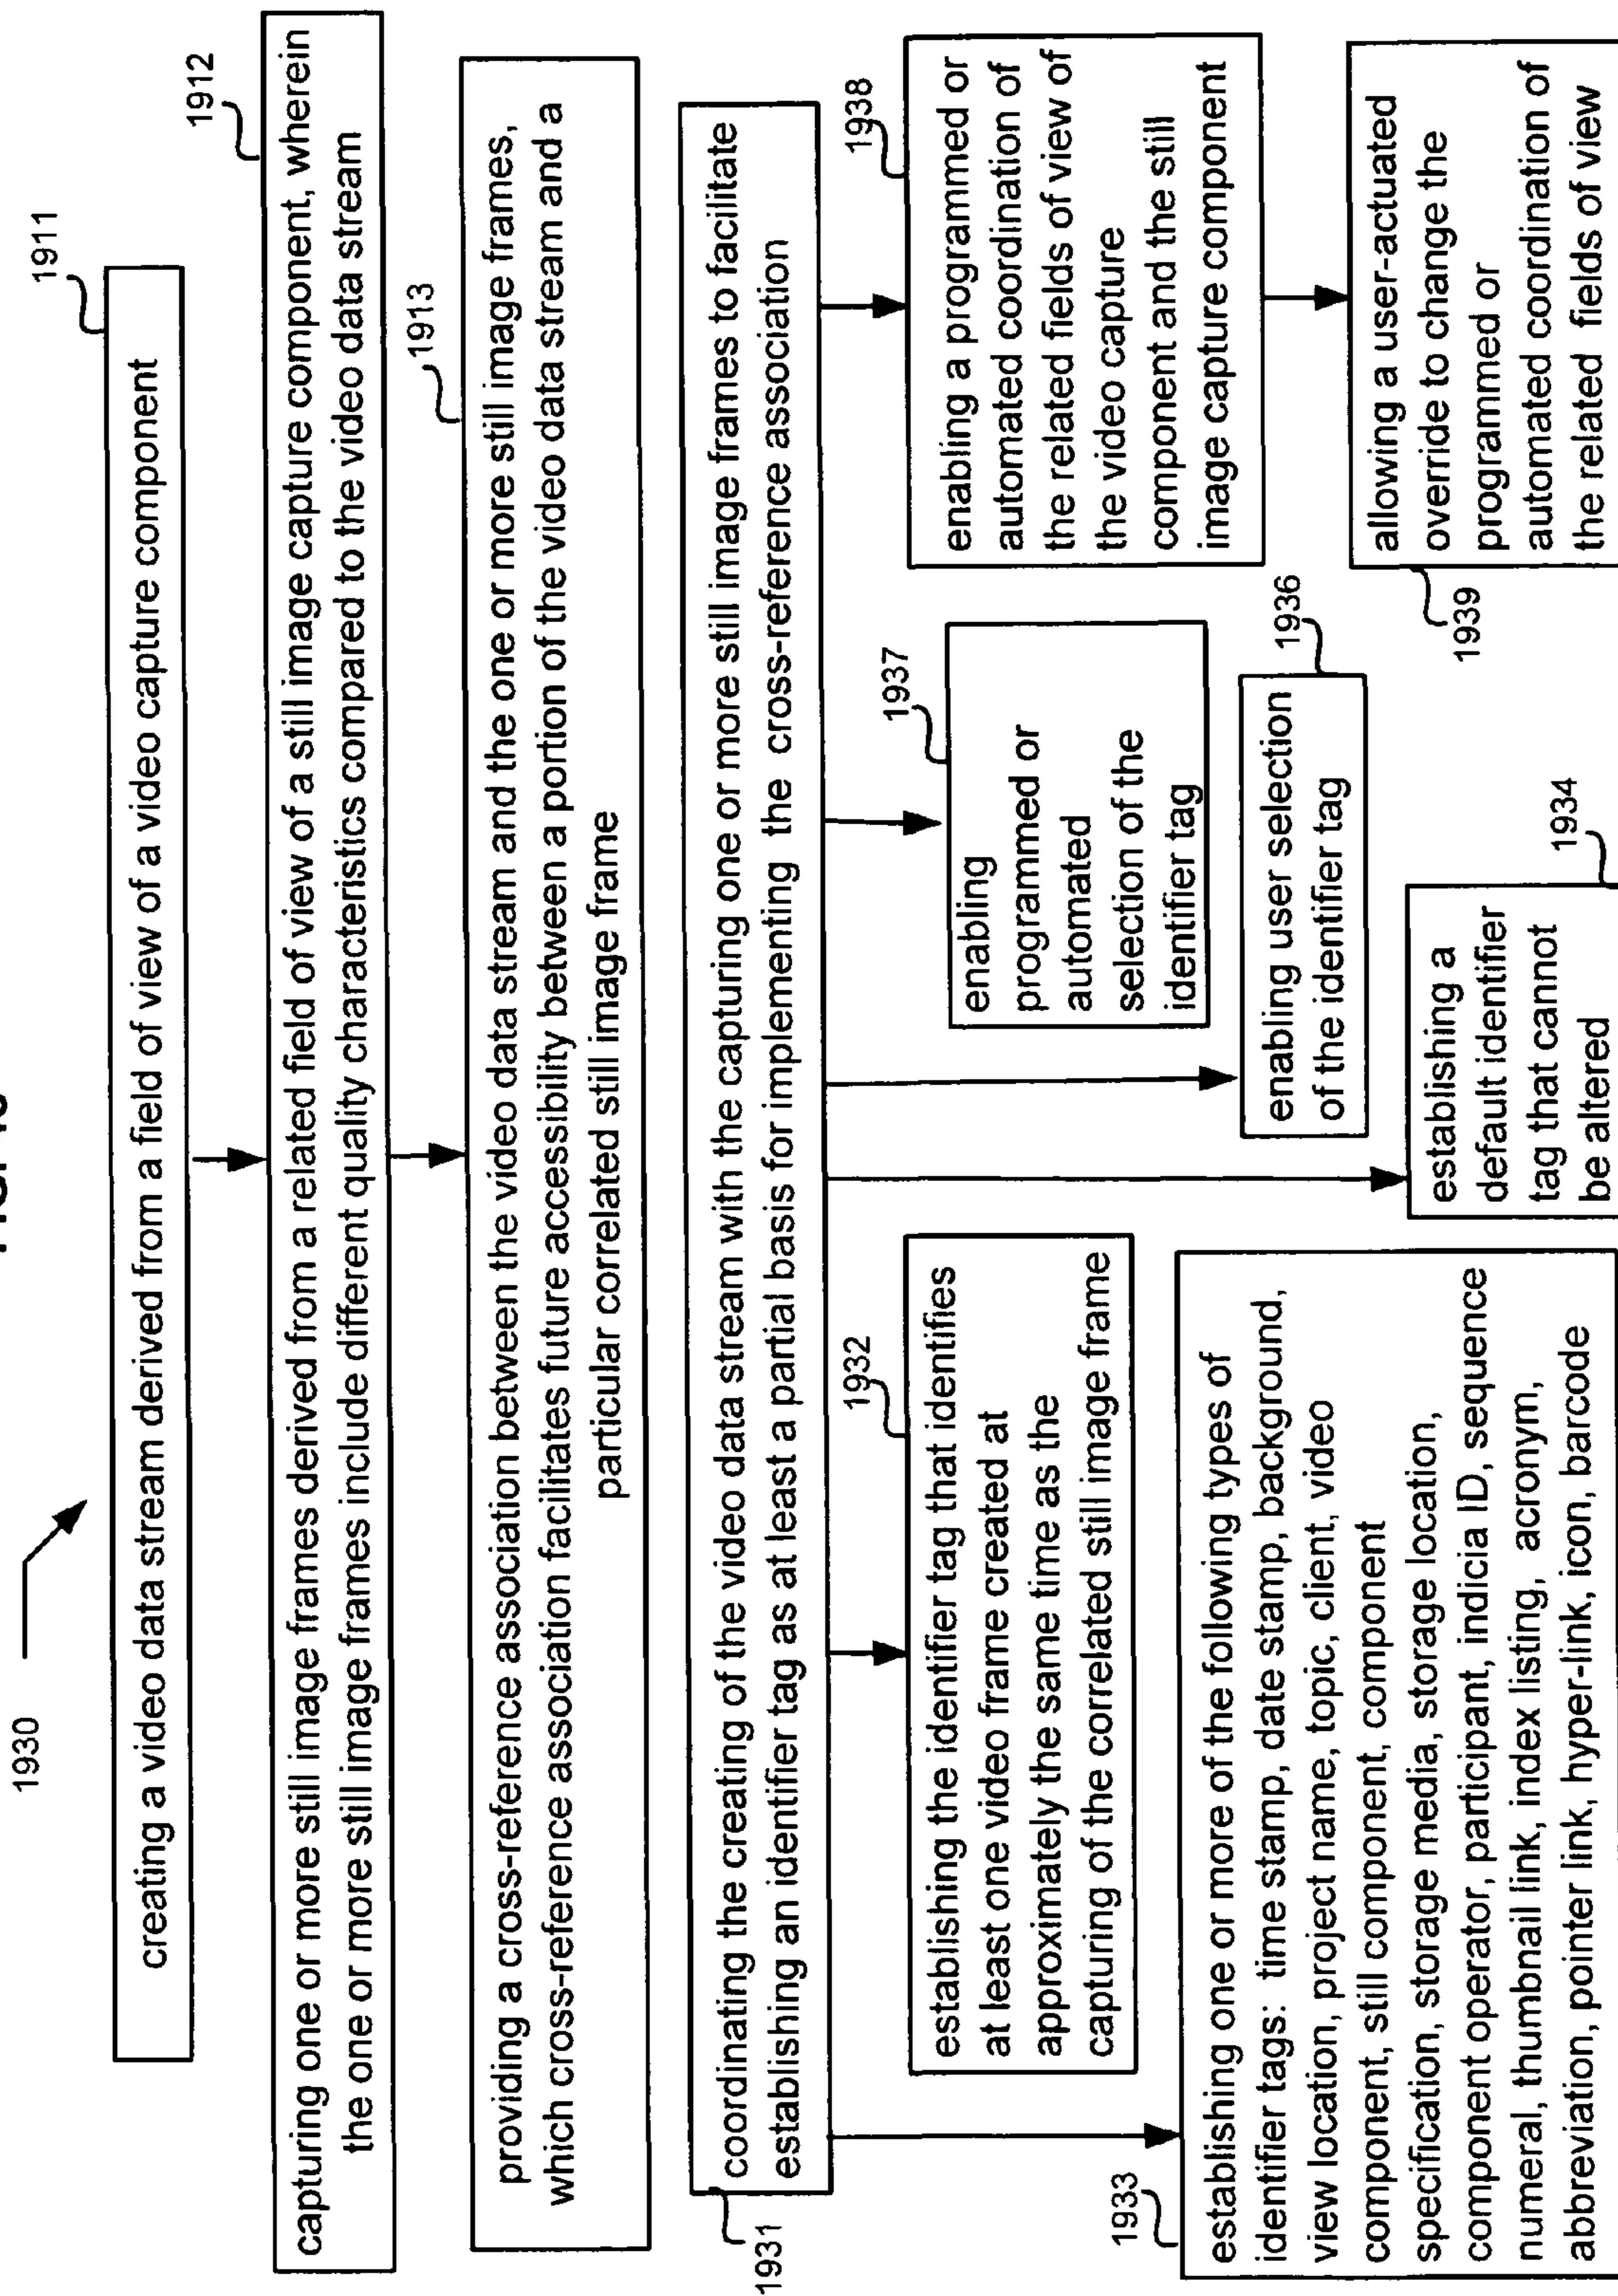 1930
1911
creating a video data stream derived from a field of view of a video capture component
1912
capturing one or more still image frames derived from a related field of view of a still image capture component, wherein
the one or more still image frames include different quality characteristics compared to the video data stream
1913
providing a cross-reference association between the video data stream and the one or more still image frames,
which cross-reference association facilitates future accessibility between a portion of the video data stream and a
particular correlated still image frame
1931
coordinating the creating of the video data stream with the capturing one or more still image frames to facilitate
establishing an identifier tag as at least a partial basis for implementing the cross-reference association
1932
establishing the identifier tag that identifies
at least one video frame created at
approximately the same time as the
capturing of the correlated still image frame
1933
establishing one or more of the following types of
identifier tags: time stamp, date stamp, background,
view location, project name, topic, client, video
component, still component, component
specification, storage media, storage location,
component operator, participant, indicia ID, sequence
numeral, thumbnail link, index listing, acronym,
abbreviation, pointer link, hyper-link, icon, barcode
1934
establishing a
default identifier
tag that cannot
be altered
1936
enabling user selection
of the identifier tag
1937
enabling
programmed or
automated
selection of the
identifier tag
1938
enabling a programmed or
automated coordination of
the related fields of view of
the video capture
component and the still
image capture component
1939
allowing a user-actuated
override to change the
programmed or
automated coordination of
the related fields of view